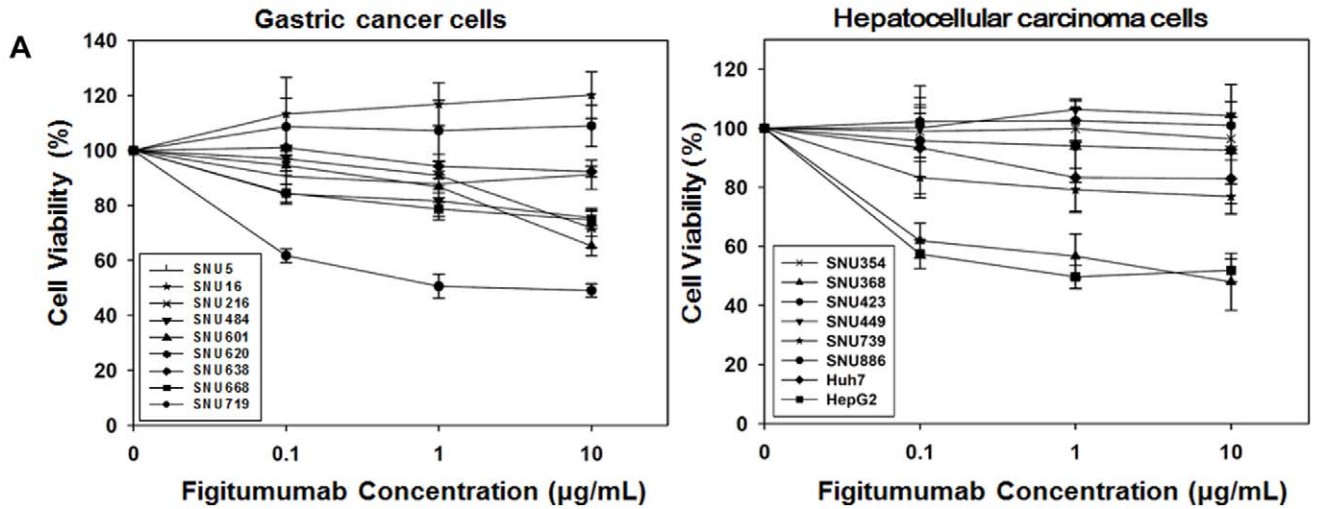 A
Gastric cancer cells
Cell Viability (%)
140
120
100
80
60
40
20
0
SNU5
SNU16
SNU216
SNU484
SNU601
SNU620
SNU638
SNU668
SNU719
0 0.1 1 10
Figitumumab Concentration (µg/mL)
Hepatocellular carcinoma cells
Cell Viability (%)
120
100
80
60
40
20
0
SNU354
SNU368
SNU423
SNU449
SNU739
SNU886
Huh7
HepG2
0 0.1 1 10
Figitumumab Concentration (µg/mL)